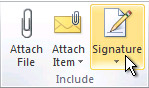 Attach Attach Signature
File Item
Include